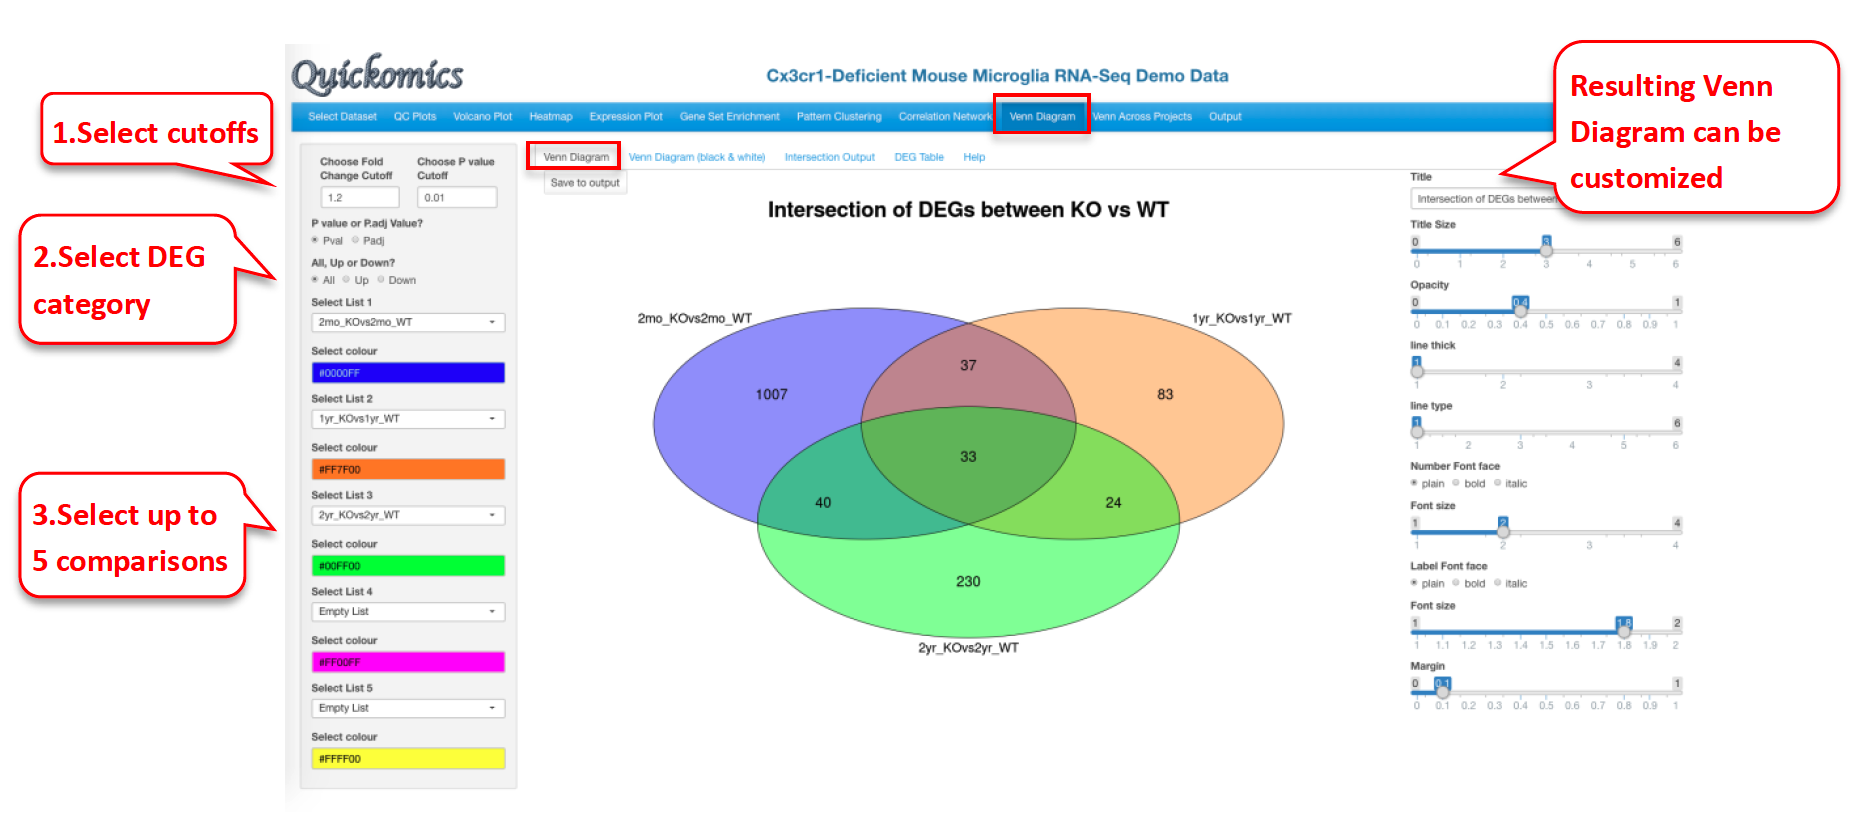 Quickomics
Cx3cr1-Deficient Mouse Microglia RNA-Seq Demo Data
Select Dataset QC Plots Volcano Plot Heatmap Expression Plot Gene Set Enrichment Pattern Clustering Correlation Network Venn Diagram Venn Across Projects Output
1.Select cutoffs
2.Select DEG
category
3.Select up to
5 comparisons
Resulting Venn
Diagram can be
customized
Choose Fold
Change Cutoff
Choose P value
Cutoff
1.2 0.01
P value or P.adj Value?
Pval Padj
All, Up or Down?
All Up Down
Select List 1
2mo_KOvs2mo_WT
Select colour
#0000FF
Select List 2
1yr_KOvs1yr_WT
Select colour
#FF7F00
Select List 3
2yr_KOvs2yr_WT
Select colour
#00FF00
Select List 4
Empty List
Select colour
#FF00FF
Select List 5
Empty List
Select colour
#FFFF00
Venn Diagram Venn Diagram (black & white) Intersection Output DEG Table Help
Save to output
Intersection of DEGs between KO vs WT
2mo_KOvs2mo_WT 1yr_KOvs1yr_WT
37
1007 83
33
40 24
230
2yr_KOvs2yr_WT
Title
Intersection of DEGs between
Title Size
0 3 6
0 1 2 3 4 5 6
Opacity
0 0.4 1
0 0.1 0.2 0.3 0.4 0.5 0.6 0.7 0.8 0.9 1
line thick
1 4
1 2 3 4
line type
1 6
1 2 3 4 5 6
Number Font face
plain bold italic
Font size
1 2 4
1 2 3 4
Label Font face
plain bold italic
Font size
1 1.8 2
1 1.1 1.2 1.3 1.4 1.5 1.6 1.7 1.8 1.9 2
Margin
0 0.1 1
0 0.1 0.2 0.3 0.4 0.5 0.6 0.7 0.8 0.9 1